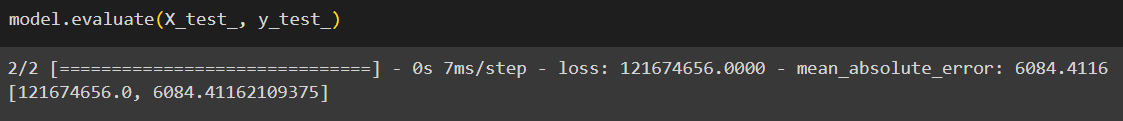 model.evaluate(X_test_, y_test_)
2/2 [==============================] - 0s 7ms/step - loss: 121674656.0000 - mean_absolute_error: 6084.4116
[121674656.0, 6084.41162109375]